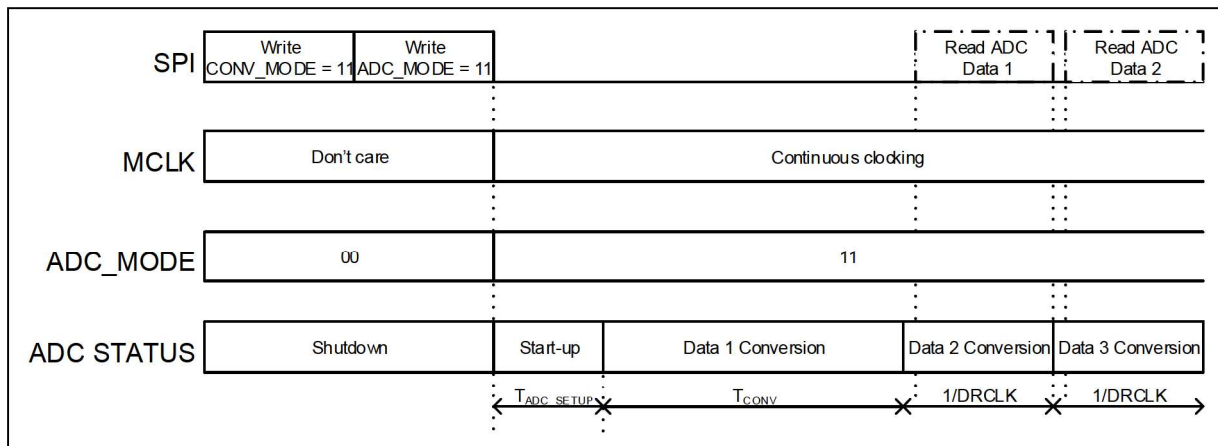 SPI
Write
CONV_MODE = 11
Write
ADC_MODE = 11
Read ADC
Data 1
Read ADC
Data 2
MCLK
Don't care
Continuous clocking
ADC_MODE
00
11
ADC STATUS
Shutdown
Start-up
Data 1 Conversion
Data 2 Conversion
Data 3 Conversion
TADC_SETUP
TCONV
1/DRCLK
1/DRCLK